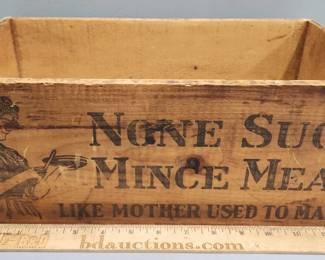 NONE SUC
MINCE MEA
LIKE MOTHER USED TO MA
bdauctions.com